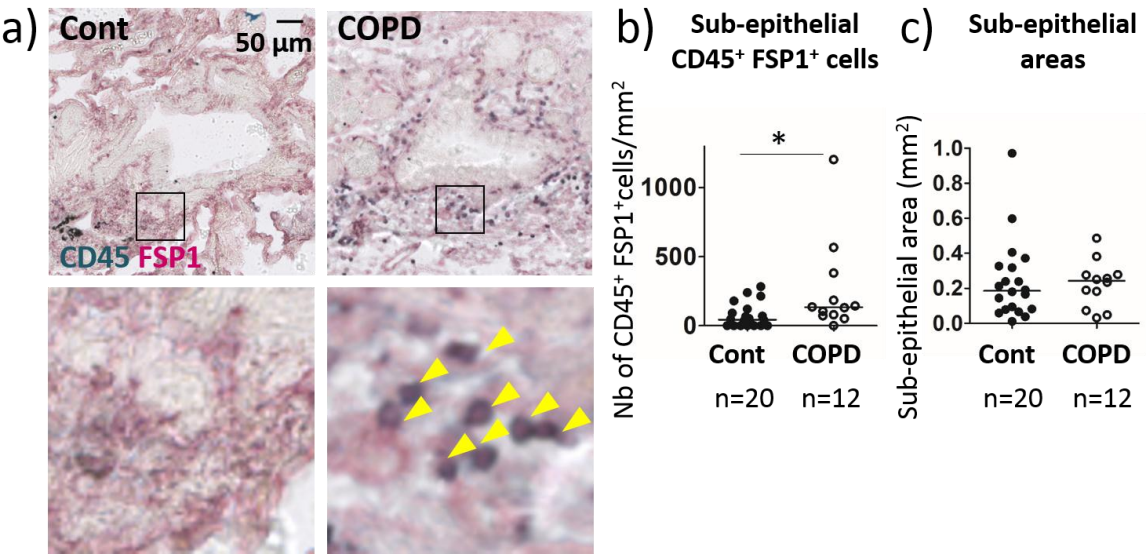 a)
Cont
50 µm
COPD
CD45 FSP1
b)
Sub-epithelial
CD45⁺ FSP1⁺ cells
Nb of CD45⁺ FSP1⁺cells/mm²
1000
500
0
*
Cont COPD
n=20 n=12
c)
Sub-epithelial
areas
Sub-epithelial area (mm²)
1.0
0.8
0.6
0.4
0.2
0.0
Cont COPD
n=20 n=12